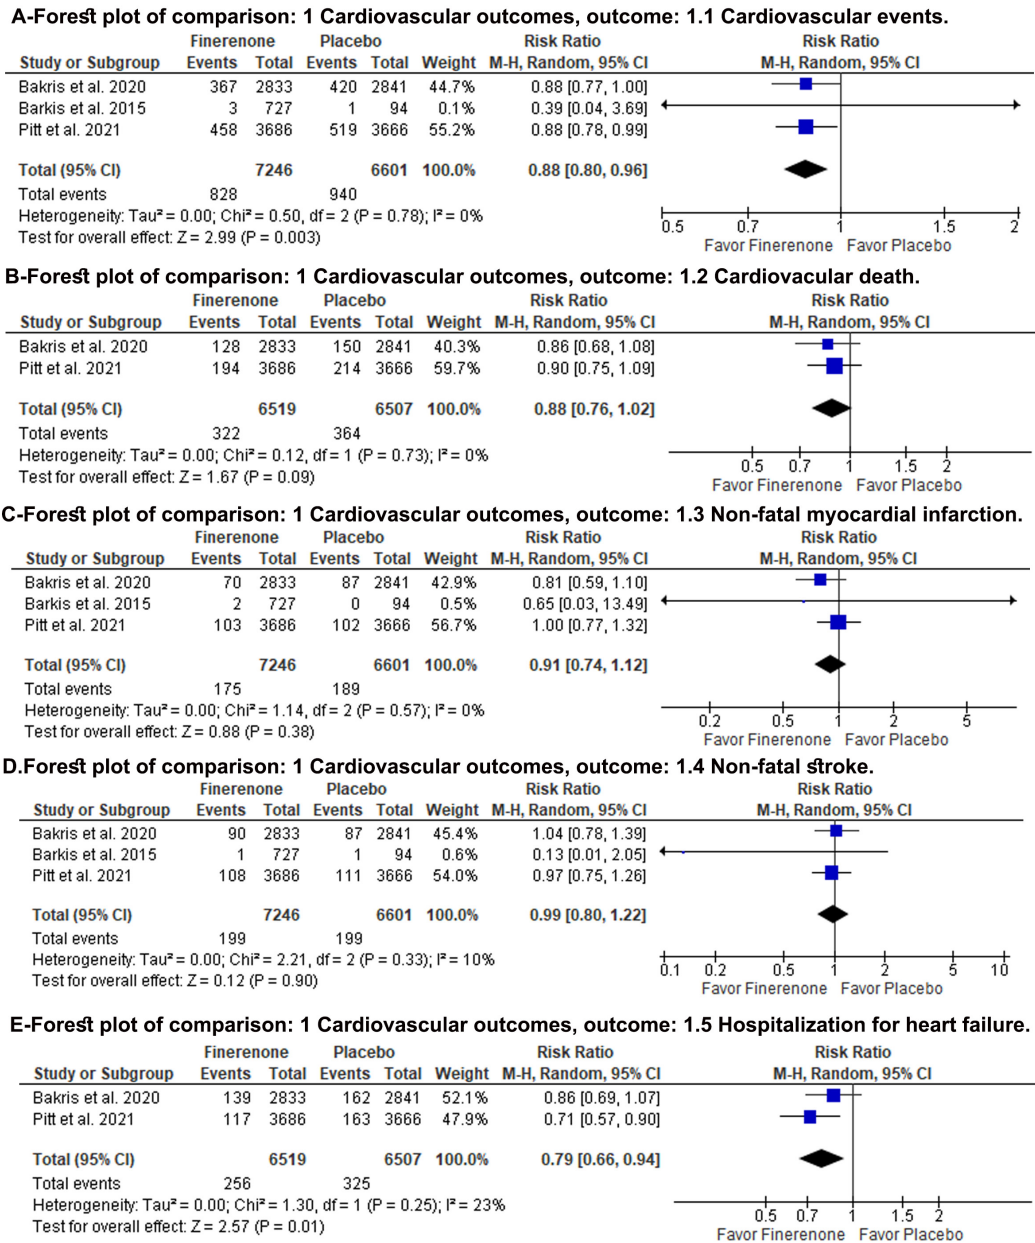 A-Forest plot of comparison: 1 Cardiovascular outcomes, outcome: 1.1 Cardiovascular events.
Finerenone Placebo Risk Ratio Risk Ratio
Study or Subgroup Events Total Events Total Weight M-H, Random, 95% CI M-H, Random, 95% CI
Bakris et al. 2020 367 2833 420 2841 44.7% 0.88 [0.77, 1.00]
Barkis et al. 2015 3 727 1 94 0.1% 0.39 [0.04, 3.69]
Pitt et al. 2021 458 3686 519 3666 55.2% 0.88 [0.78, 0.99]
Total (95% CI) 7246 6601 100.0% 0.88 [0.80, 0.96]
Total events 828 940
Heterogeneity: Tau² = 0.00; Chi² = 0.50, df = 2 (P = 0.78); I² = 0%
Test for overall effect: Z = 2.99 (P = 0.003)
0.5 0.7 1 1.5 2
Favor Finerenone Favor Placebo
B-Forest plot of comparison: 1 Cardiovascular outcomes, outcome: 1.2 Cardiovacular death.
Finerenone Placebo Risk Ratio Risk Ratio
Study or Subgroup Events Total Events Total Weight M-H, Random, 95% CI M-H, Random, 95% CI
Bakris et al. 2020 128 2833 150 2841 40.3% 0.86 [0.68, 1.08]
Pitt et al. 2021 194 3686 214 3666 59.7% 0.90 [0.75, 1.09]
Total (95% CI) 6519 6507 100.0% 0.88 [0.76, 1.02]
Total events 322 364
Heterogeneity: Tau² = 0.00; Chi² = 0.12, df = 1 (P = 0.73); I² = 0%
Test for overall effect: Z = 1.67 (P = 0.09)
0.5 0.7 1 1.5 2
Favor Finerenone Favor Placebo
C-Forest plot of comparison: 1 Cardiovascular outcomes, outcome: 1.3 Non-fatal myocardial infarction.
Finerenone Placebo Risk Ratio Risk Ratio
Study or Subgroup Events Total Events Total Weight M-H, Random, 95% CI M-H, Random, 95% CI
Bakris et al. 2020 70 2833 87 2841 42.9% 0.81 [0.59, 1.10]
Barkis et al. 2015 2 727 0 94 0.5% 0.65 [0.03, 13.49]
Pitt et al. 2021 103 3686 102 3666 56.7% 1.00 [0.77, 1.32]
Total (95% CI) 7246 6601 100.0% 0.91 [0.74, 1.12]
Total events 175 189
Heterogeneity: Tau² = 0.00; Chi² = 1.14, df = 2 (P = 0.57); I² = 0%
Test for overall effect: Z = 0.88 (P = 0.38)
0.2 0.5 1 2 5
Favor Finerenone Favor Placebo
D.Forest plot of comparison: 1 Cardiovascular outcomes, outcome: 1.4 Non-fatal stroke.
Finerenone Placebo Risk Ratio Risk Ratio
Study or Subgroup Events Total Events Total Weight M-H, Random, 95% CI M-H, Random, 95% CI
Bakris et al. 2020 90 2833 87 2841 45.4% 1.04 [0.78, 1.39]
Barkis et al. 2015 1 727 1 94 0.6% 0.13 [0.01, 2.05]
Pitt et al. 2021 108 3686 111 3666 54.0% 0.97 [0.75, 1.26]
Total (95% CI) 7246 6601 100.0% 0.99 [0.80, 1.22]
Total events 199 199
Heterogeneity: Tau² = 0.00; Chi² = 2.21, df = 2 (P = 0.33); I² = 10%
Test for overall effect: Z = 0.12 (P = 0.90)
0.1 0.2 0.5 1 2 5 10
Favor Finerenone Favor Placebo
E-Forest plot of comparison: 1 Cardiovascular outcomes, outcome: 1.5 Hospitalization for heart failure.
Finerenone Placebo Risk Ratio Risk Ratio
Study or Subgroup Events Total Events Total Weight M-H, Random, 95% CI M-H, Random, 95% CI
Bakris et al. 2020 139 2833 162 2841 52.1% 0.86 [0.69, 1.07]
Pitt et al. 2021 117 3686 163 3666 47.9% 0.71 [0.57, 0.90]
Total (95% CI) 6519 6507 100.0% 0.79 [0.66, 0.94]
Total events 256 325
Heterogeneity: Tau² = 0.00; Chi² = 1.30, df = 1 (P = 0.25); I² = 23%
Test for overall effect: Z = 2.57 (P = 0.01)
0.5 0.7 1 1.5 2
Favor Finerenone Favor Placebo